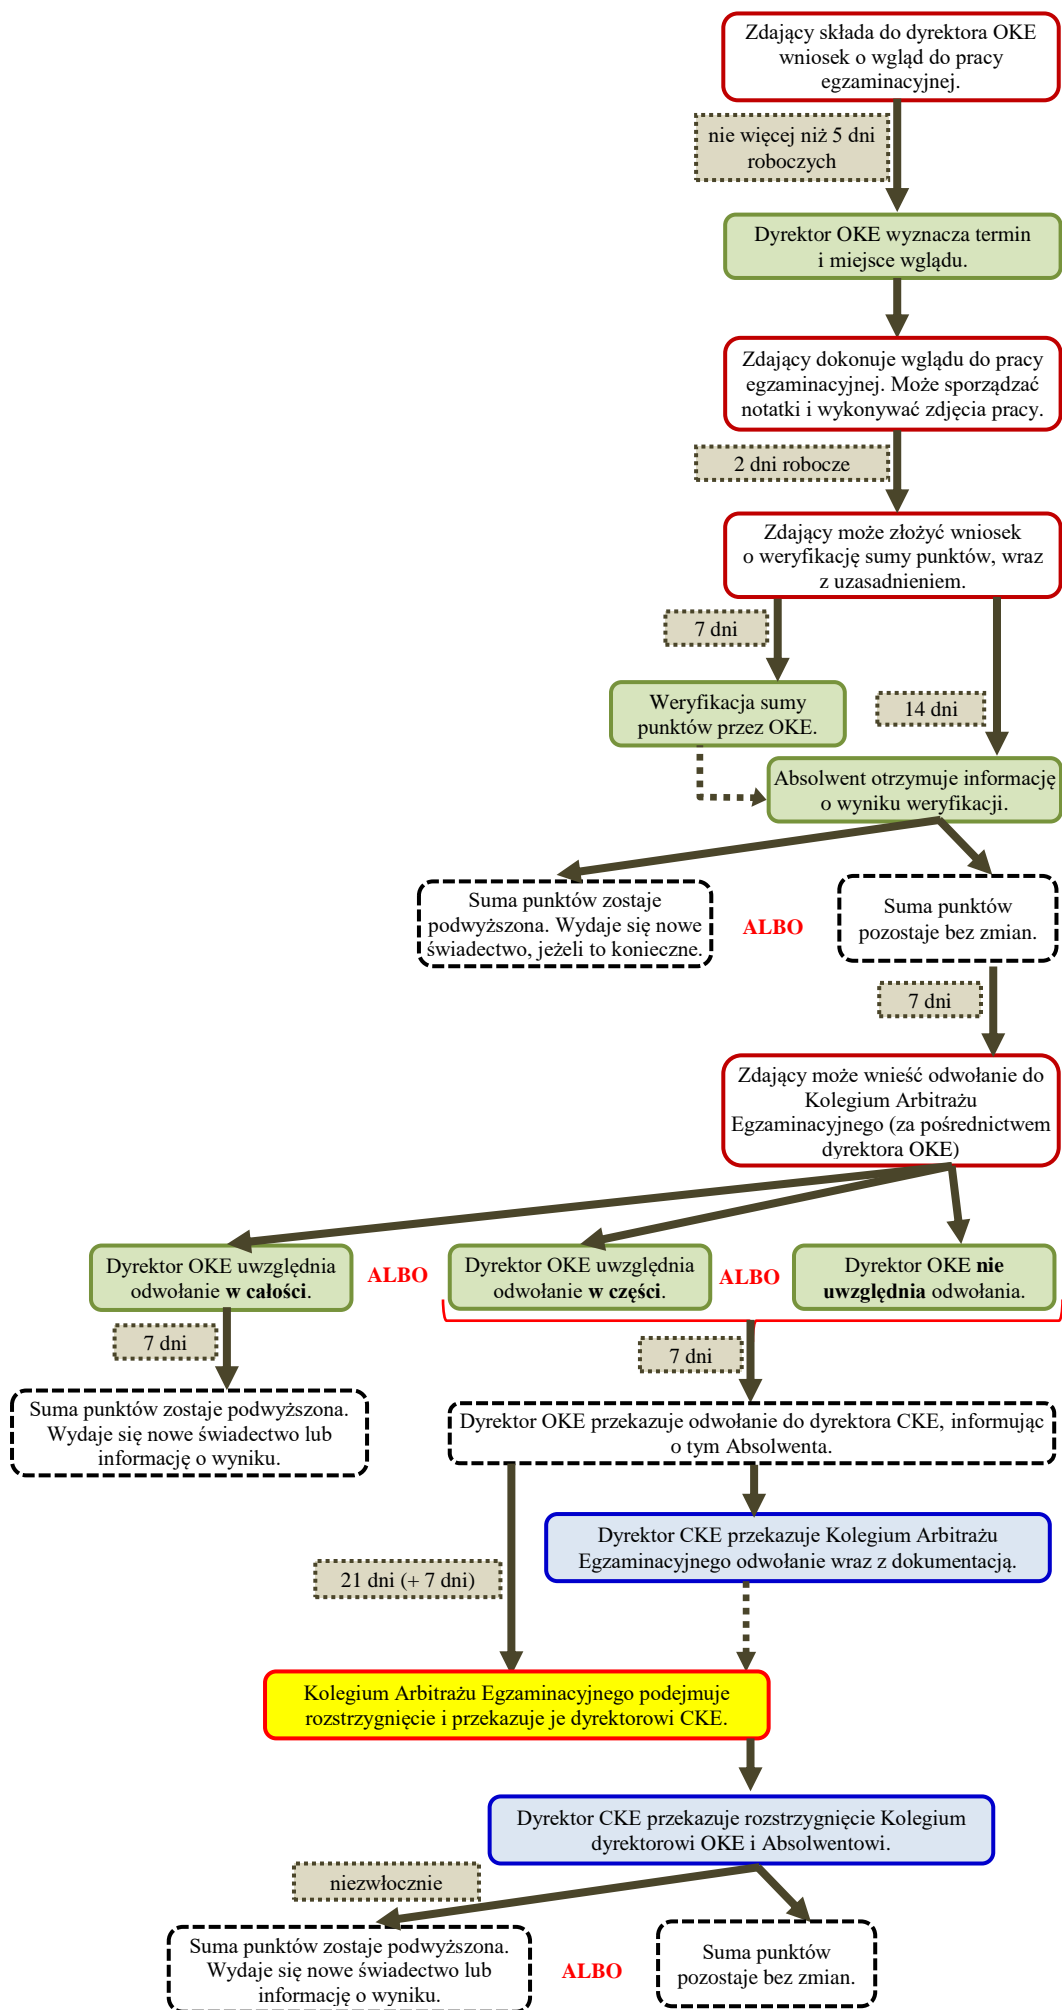 Zdający składa do dyrektora OKE
wniosek o wgląd do pracy
egzaminacyjnej.
nie więcej niż 5 dni
roboczych
Dyrektor OKE wyznacza termin
i miejsce wglądu.
Zdający dokonuje wglądu do pracy
egzaminacyjnej. Może sporządzać
notatki i wykonywać zdjęcia pracy.
2 dni robocze
Zdający może złożyć wniosek
o weryfikację sumy punktów, wraz
z uzasadnieniem.
7 dni
Weryfikacja sumy
punktów przez OKE.
14 dni
Absolwent otrzymuje informację
o wyniku weryfikacji.
Suma punktów zostaje
podwyższona. Wydaje się nowe
świadectwo, jeżeli to konieczne.
ALBO
Suma punktów
pozostaje bez zmian.
7 dni
Zdający może wnieść odwołanie do
Kolegium Arbitrażu
Egzaminacyjnego (za pośrednictwem
dyrektora OKE)
Dyrektor OKE uwzględnia
odwołanie w całości.
ALBO
Dyrektor OKE uwzględnia
odwołanie w części.
ALBO
Dyrektor OKE nie
uwzględnia odwołania.
7 dni
7 dni
Suma punktów zostaje podwyższona.
Wydaje się nowe świadectwo lub
informację o wyniku.
Dyrektor OKE przekazuje odwołanie do dyrektora CKE, informując
o tym Absolwenta.
Dyrektor CKE przekazuje Kolegium Arbitrażu
Egzaminacyjnego odwołanie wraz z dokumentacją.
21 dni (+ 7 dni)
Kolegium Arbitrażu Egzaminacyjnego podejmuje
rozstrzygnięcie i przekazuje je dyrektorowi CKE.
Dyrektor CKE przekazuje rozstrzygnięcie Kolegium
dyrektorowi OKE i Absolwentowi.
niezwłocznie
Suma punktów zostaje podwyższona.
Wydaje się nowe świadectwo lub
informację o wyniku.
ALBO
Suma punktów
pozostaje bez zmian.